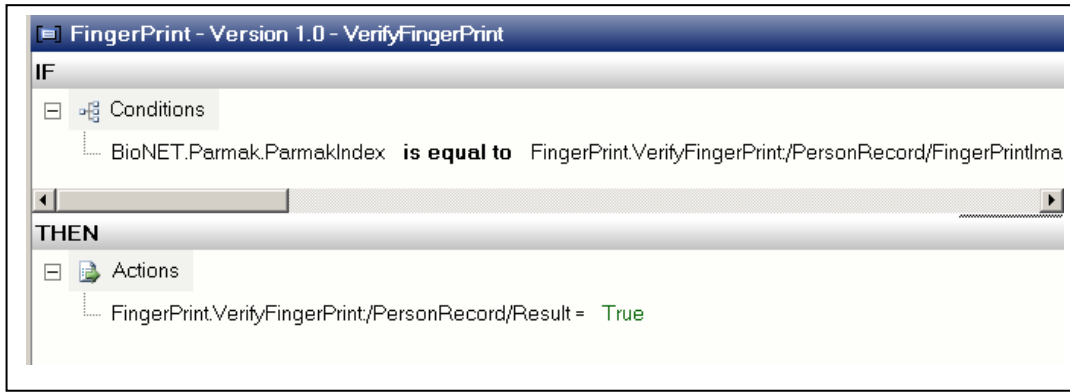 FingerPrint - Version 1.0 - VerifyFingerPrint
IF
Conditions
BioNET.Parmak.ParmakIndex is equal to FingerPrint.VerifyFingerPrint:/PersonRecord/FingerPrintIma
THEN
Actions
FingerPrint.VerifyFingerPrint:/PersonRecord/Result = True